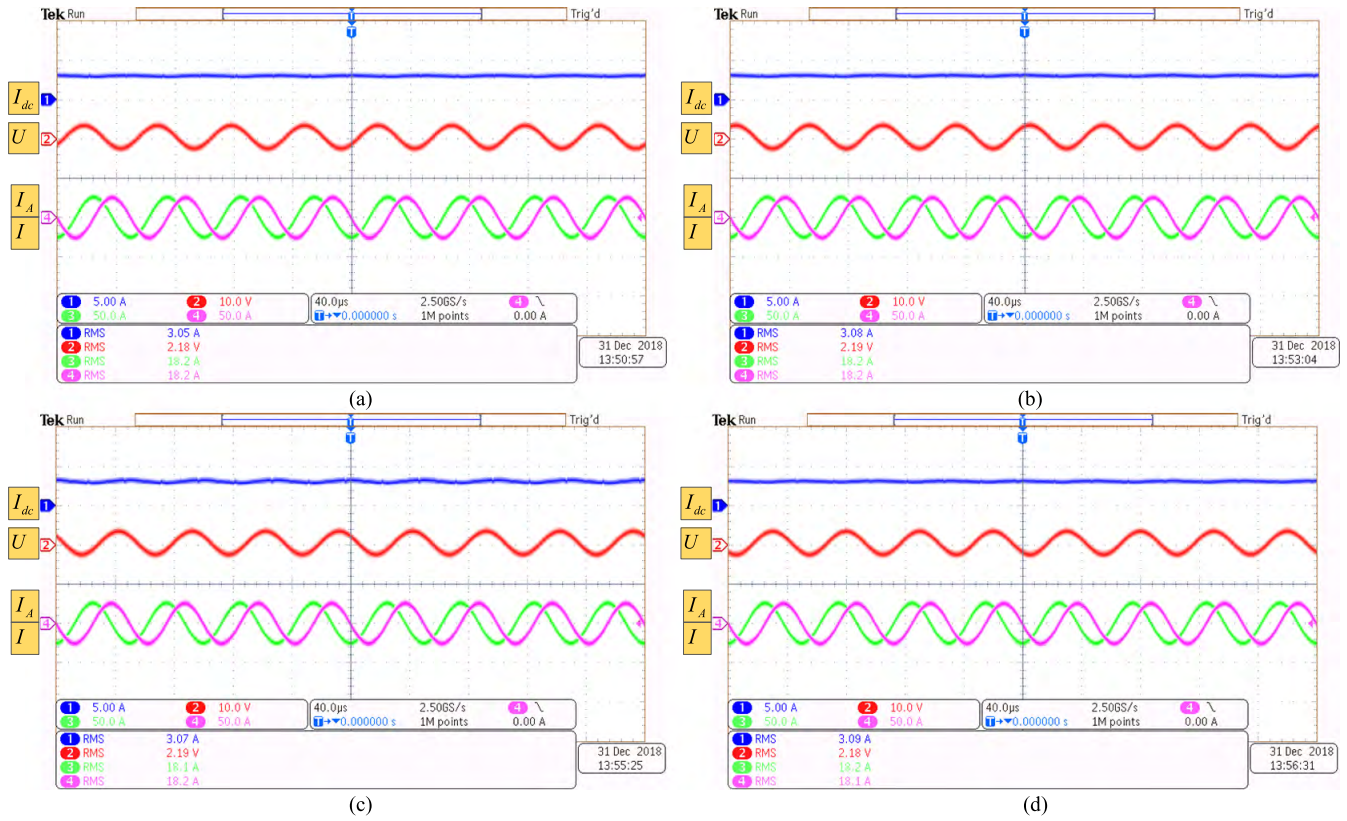 Tek Run Trig'd
T
T
I_dc 1
U 2
I_A 4
I
1 5.00 A 2 10.0 V 40.0µs 2.50GS/s 4
3 50.0 A 4 50.0 A T→▼0.000000 s 1M points 0.00 A
1 RMS 3.05 A
2 RMS 2.18 V
3 RMS 18.2 A
4 RMS 18.2 A
31 Dec 2018
13:50:57
(a)
Tek Run Trig'd
T
T
I_dc 1
U 2
I_A 4
I
1 5.00 A 2 10.0 V 40.0µs 2.50GS/s 4
3 50.0 A 4 50.0 A T→▼0.000000 s 1M points 0.00 A
1 RMS 3.08 A
2 RMS 2.19 V
3 RMS 18.2 A
4 RMS 18.2 A
31 Dec 2018
13:53:04
(b)
Tek Run Trig'd
T
T
I_dc 1
U 2
I_A 4
I
1 5.00 A 2 10.0 V 40.0µs 2.50GS/s 4
3 50.0 A 4 50.0 A T→▼0.000000 s 1M points 0.00 A
1 RMS 3.07 A
2 RMS 2.19 V
3 RMS 18.1 A
4 RMS 18.2 A
31 Dec 2018
13:55:25
(c)
Tek Run Trig'd
T
T
I_dc 1
U 2
I_A 4
I
1 5.00 A 2 10.0 V 40.0µs 2.50GS/s 4
3 50.0 A 4 50.0 A T→▼0.000000 s 1M points 0.00 A
1 RMS 3.09 A
2 RMS 2.18 V
3 RMS 18.2 A
4 RMS 18.1 A
31 Dec 2018
13:56:31
(d)